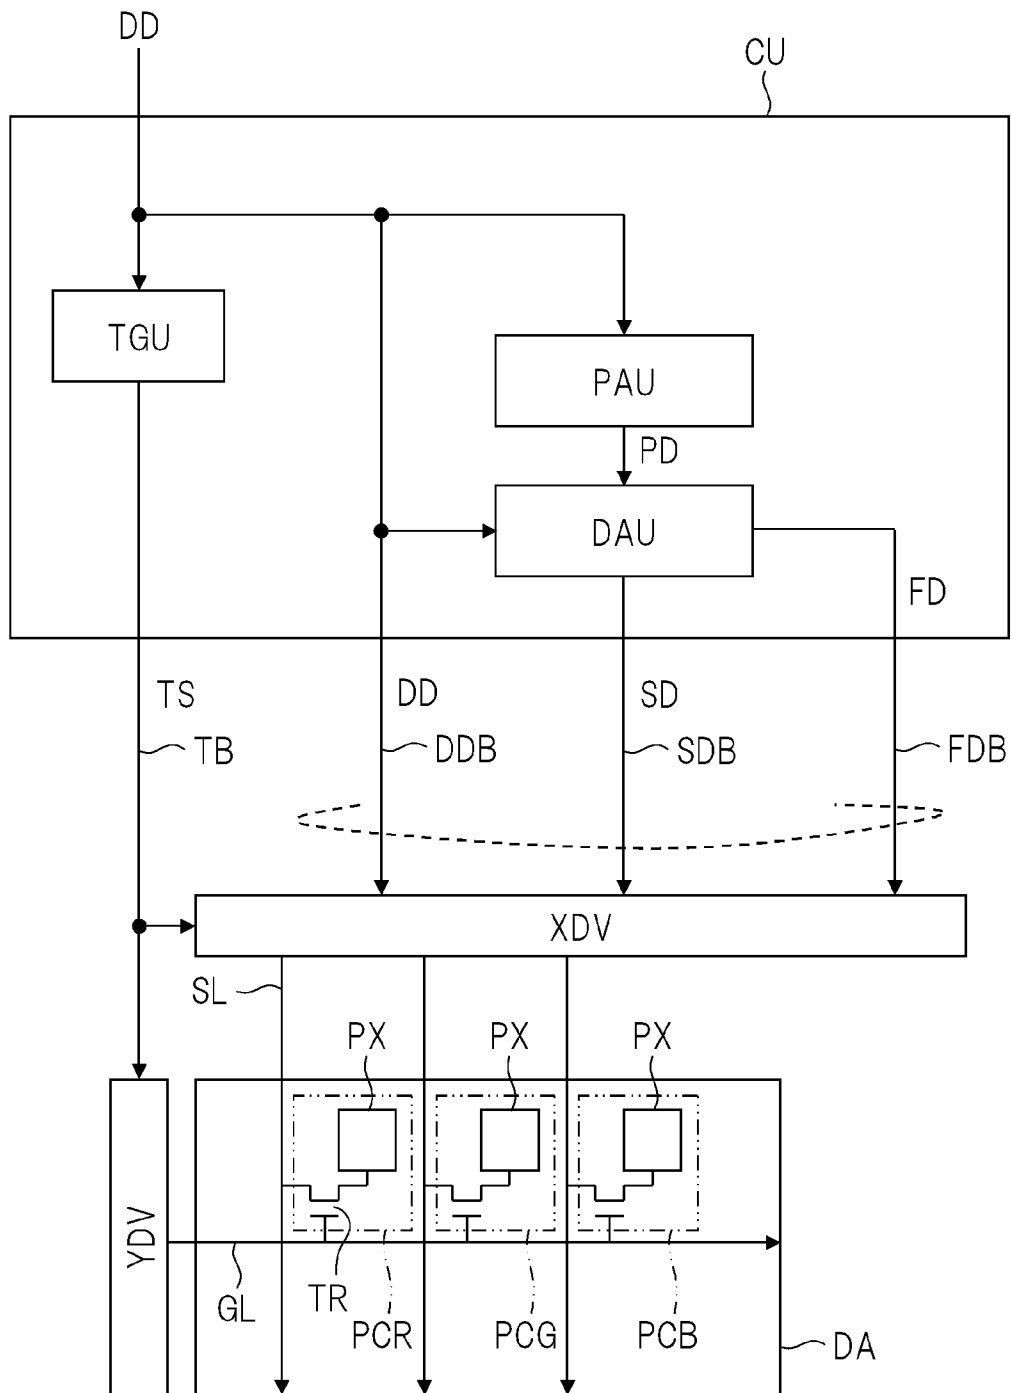 DD
CU
TGU
PAU
PD
DAU
FD
TS
DD
SD
TB
DDB
SDB
FDB
XDV
SL
PX
PX
PX
YDV
GL
TR
PCR
PCG
PCB
DA